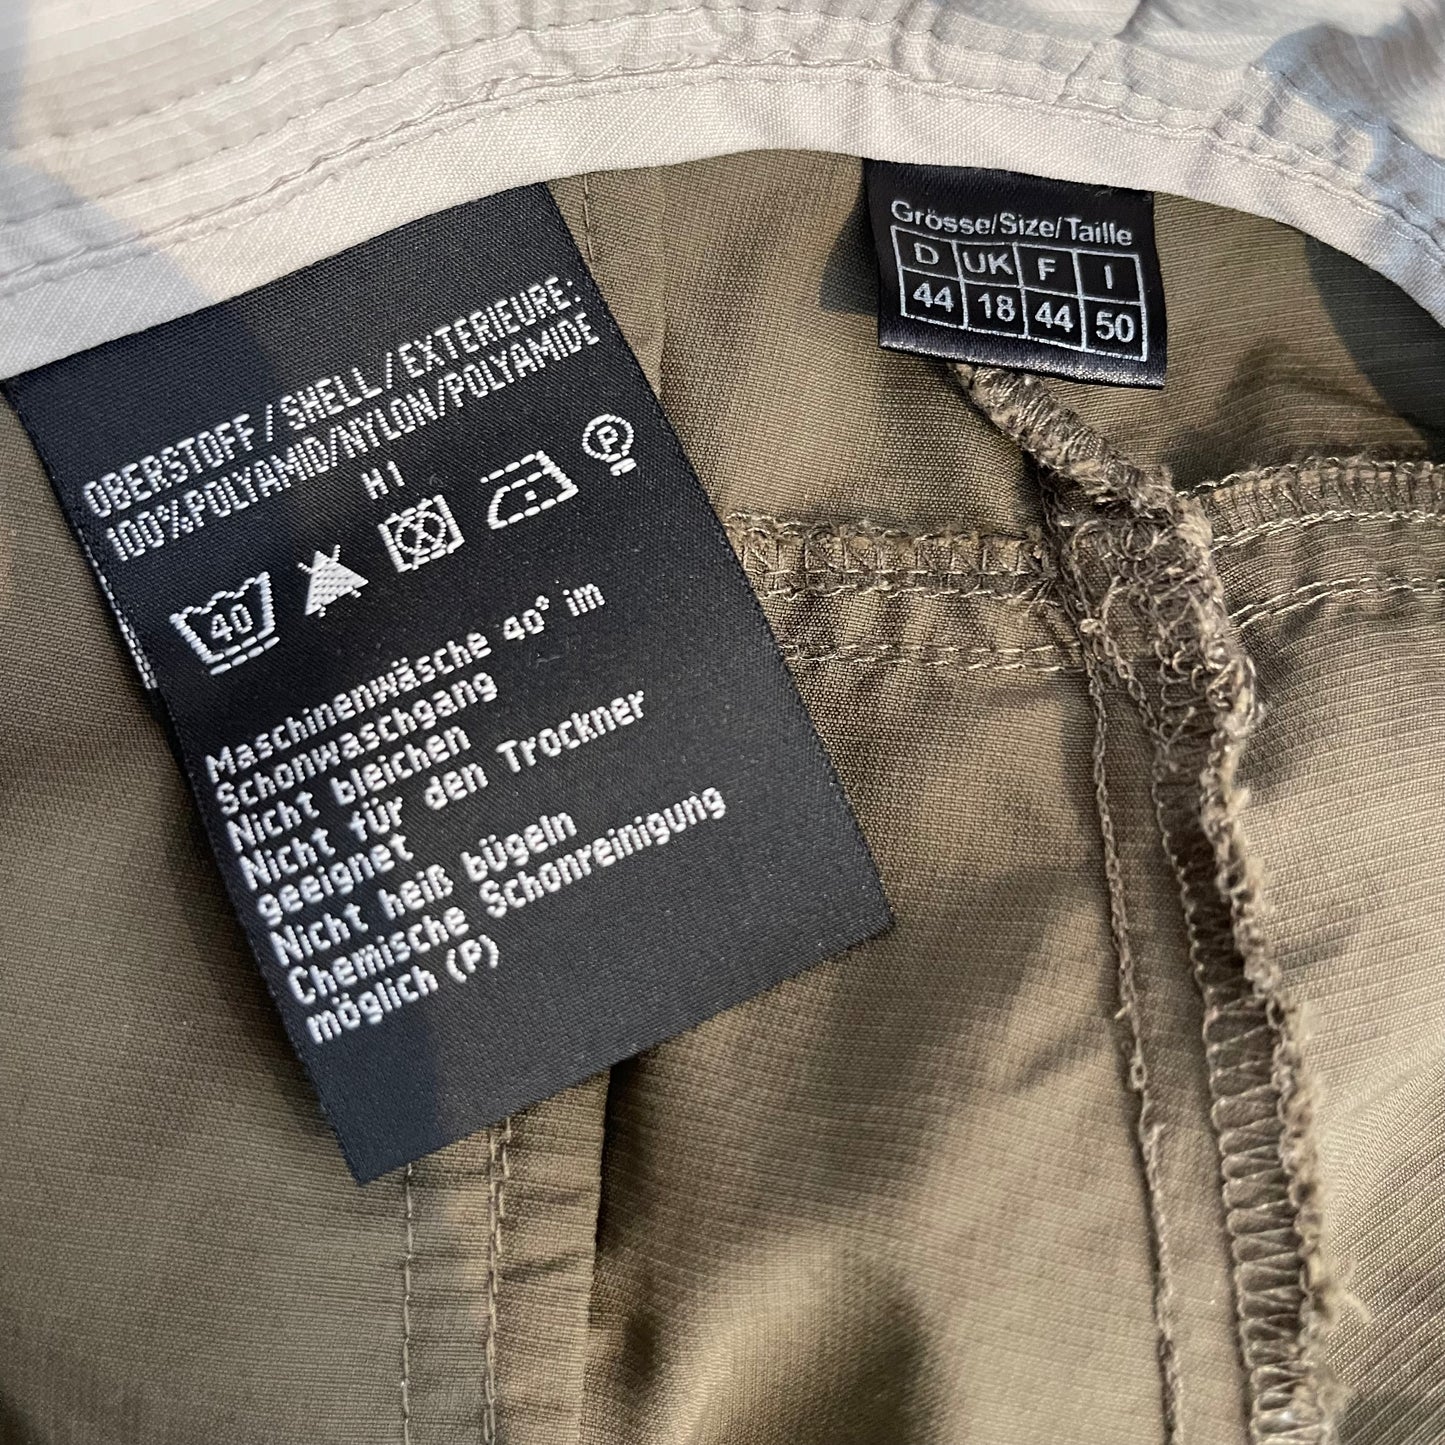 OBERSTOFF/SHELL/EXTERIEURE:
100%POLYAMID/NYLON/POLYAMIDE
H1
40
P
Maschinenwäsche 40° im
Schonwaschgang
Nicht bleichen
Nicht für den Trockner
geeignet
Nicht heiß bügeln
Chemische Schonreinigung
möglich (P)
Grösse/Size/Taille
D UK F I
44 18 44 50